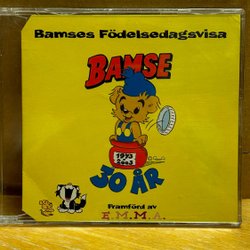 Bamses Födelsedagsvisa
BAMSE
1973
2003
30 ÅR
Framförd av
E.M.M.A.